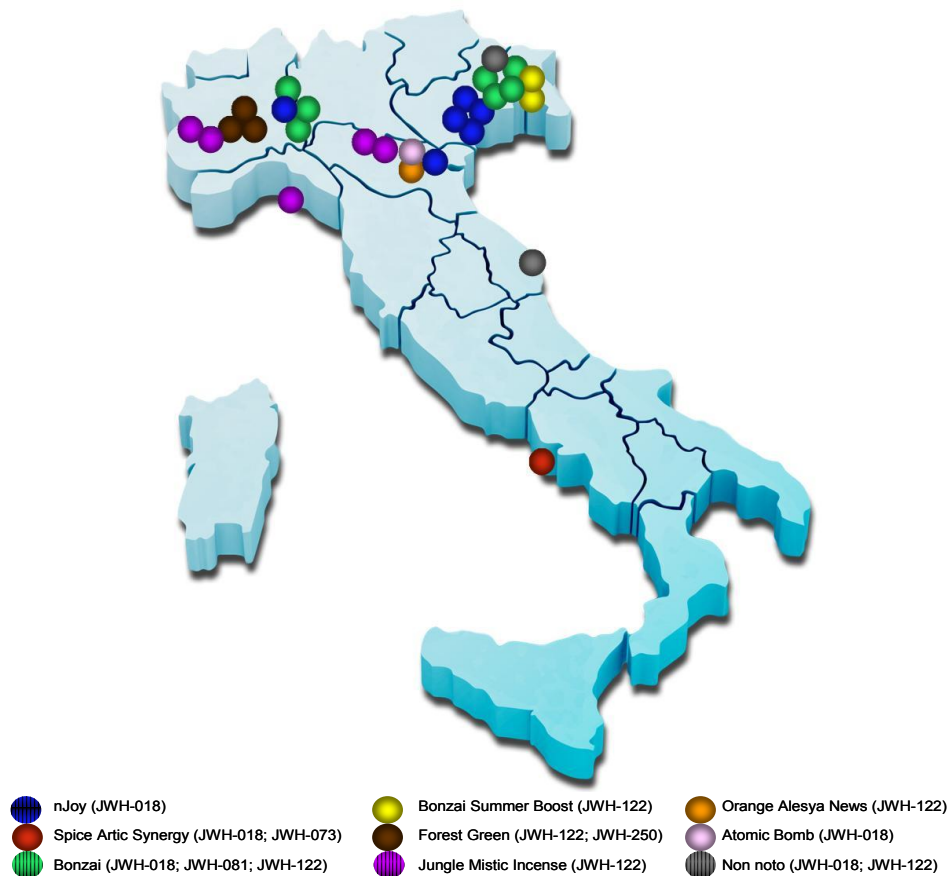 nJoy (JWH-018)
Bonzai Summer Boost (JWH-122)
Orange Alesya News (JWH-122)
Spice Artic Synergy (JWH-018; JWH-073)
Forest Green (JWH-122; JWH-250)
Atomic Bomb (JWH-018)
Bonzai (JWH-018; JWH-081; JWH-122)
Jungle Mistic Incense (JWH-122)
Non noto (JWH-018; JWH-122)